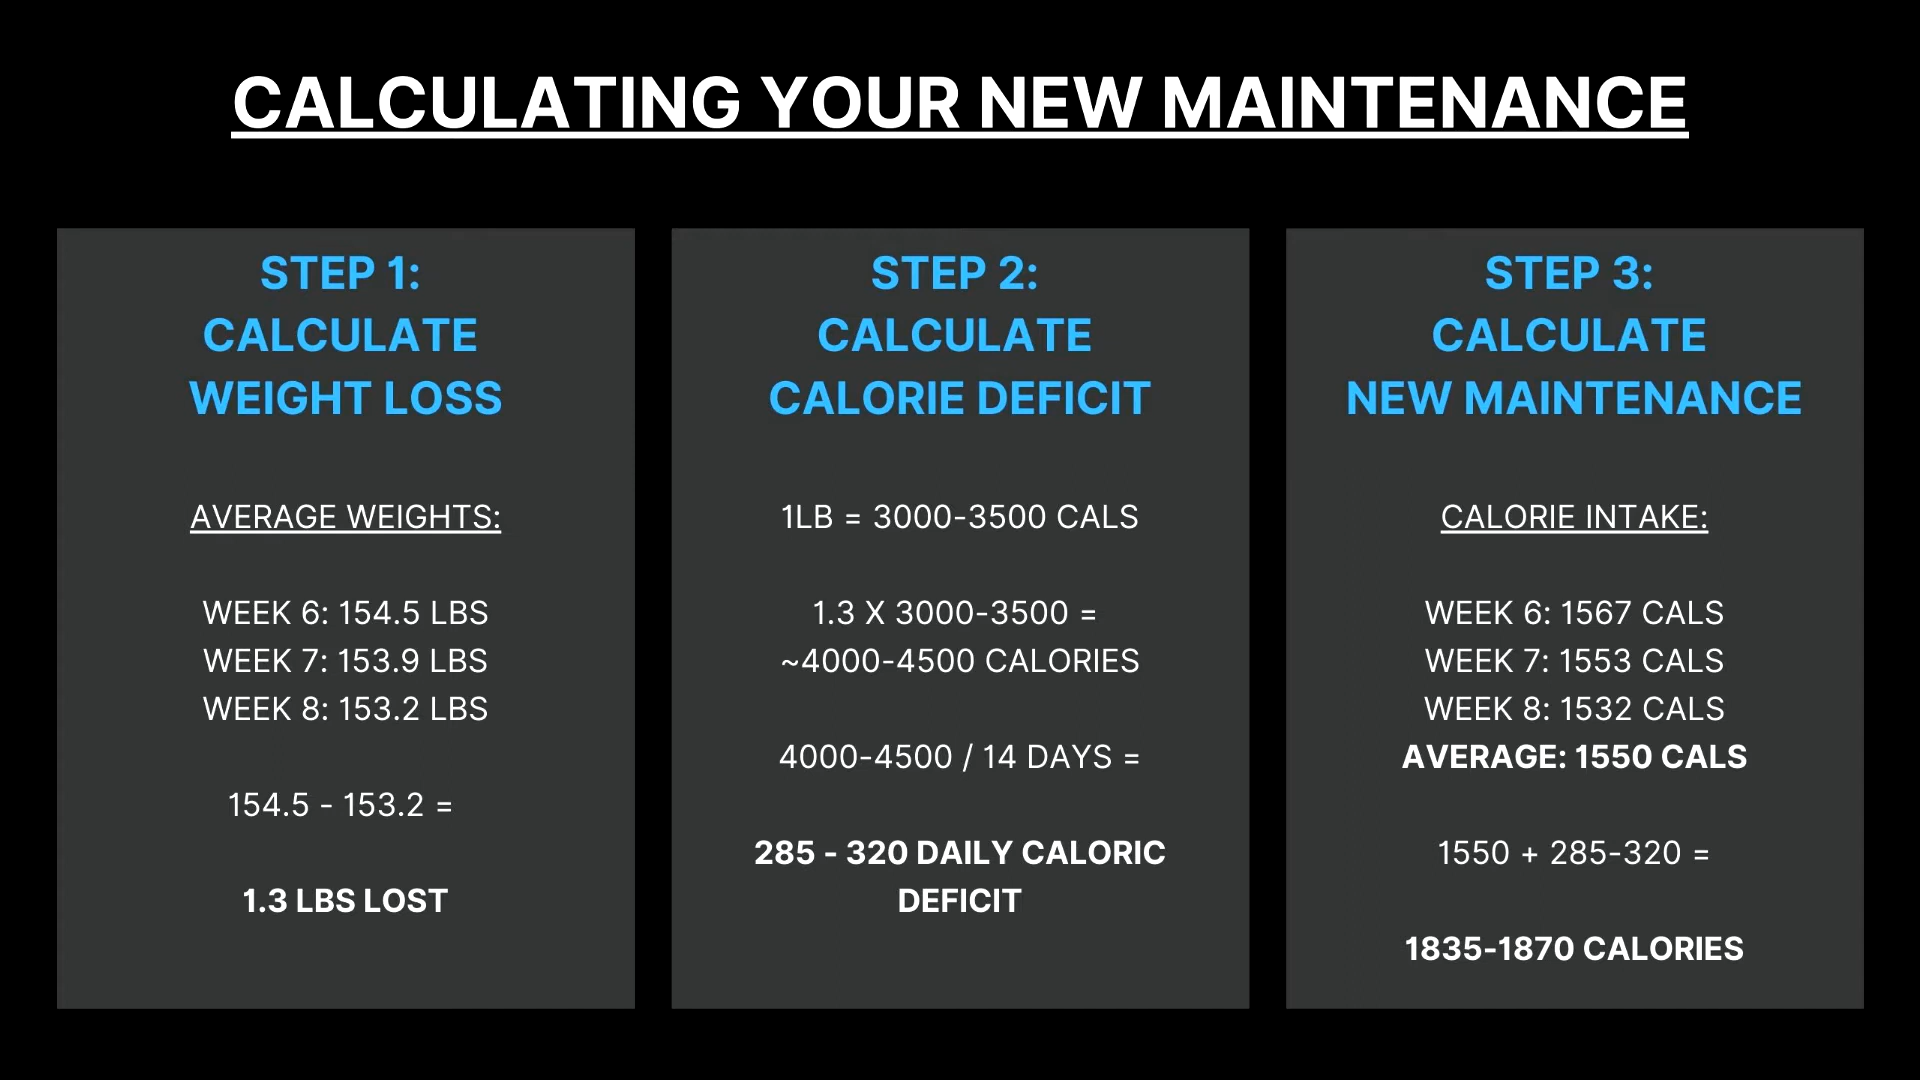 CALCULATING YOUR NEW MAINTENANCE
STEP 1:
CALCULATE
WEIGHT LOSS
AVERAGE WEIGHTS:
WEEK 6: 154.5 LBS
WEEK 7: 153.9 LBS
WEEK 8: 153.2 LBS
154.5 - 153.2 =
1.3 LBS LOST
STEP 2:
CALCULATE
CALORIE DEFICIT
1LB = 3000-3500 CALS
1.3 X 3000-3500 =
~4000-4500 CALORIES
4000-4500 / 14 DAYS =
285 - 320 DAILY CALORIC
DEFICIT
STEP 3:
CALCULATE
NEW MAINTENANCE
CALORIE INTAKE:
WEEK 6: 1567 CALS
WEEK 7: 1553 CALS
WEEK 8: 1532 CALS
AVERAGE: 1550 CALS
1550 + 285-320 =
1835-1870 CALORIES